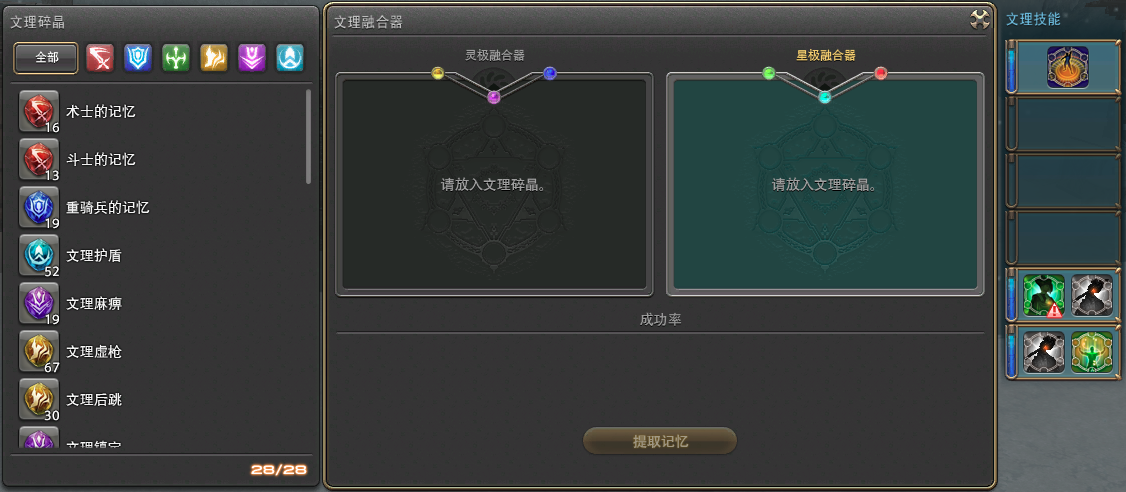 文理碎晶
全部
16 术士的记忆
13 斗士的记忆
19 重骑兵的记忆
52 文理护盾
19 文理麻痹
67 文理虚枪
30 文理后跳
28/28
文理融合器
灵极融合器
星极融合器
请放入文理碎晶。
请放入文理碎晶。
成功率
提取记忆
文理技能